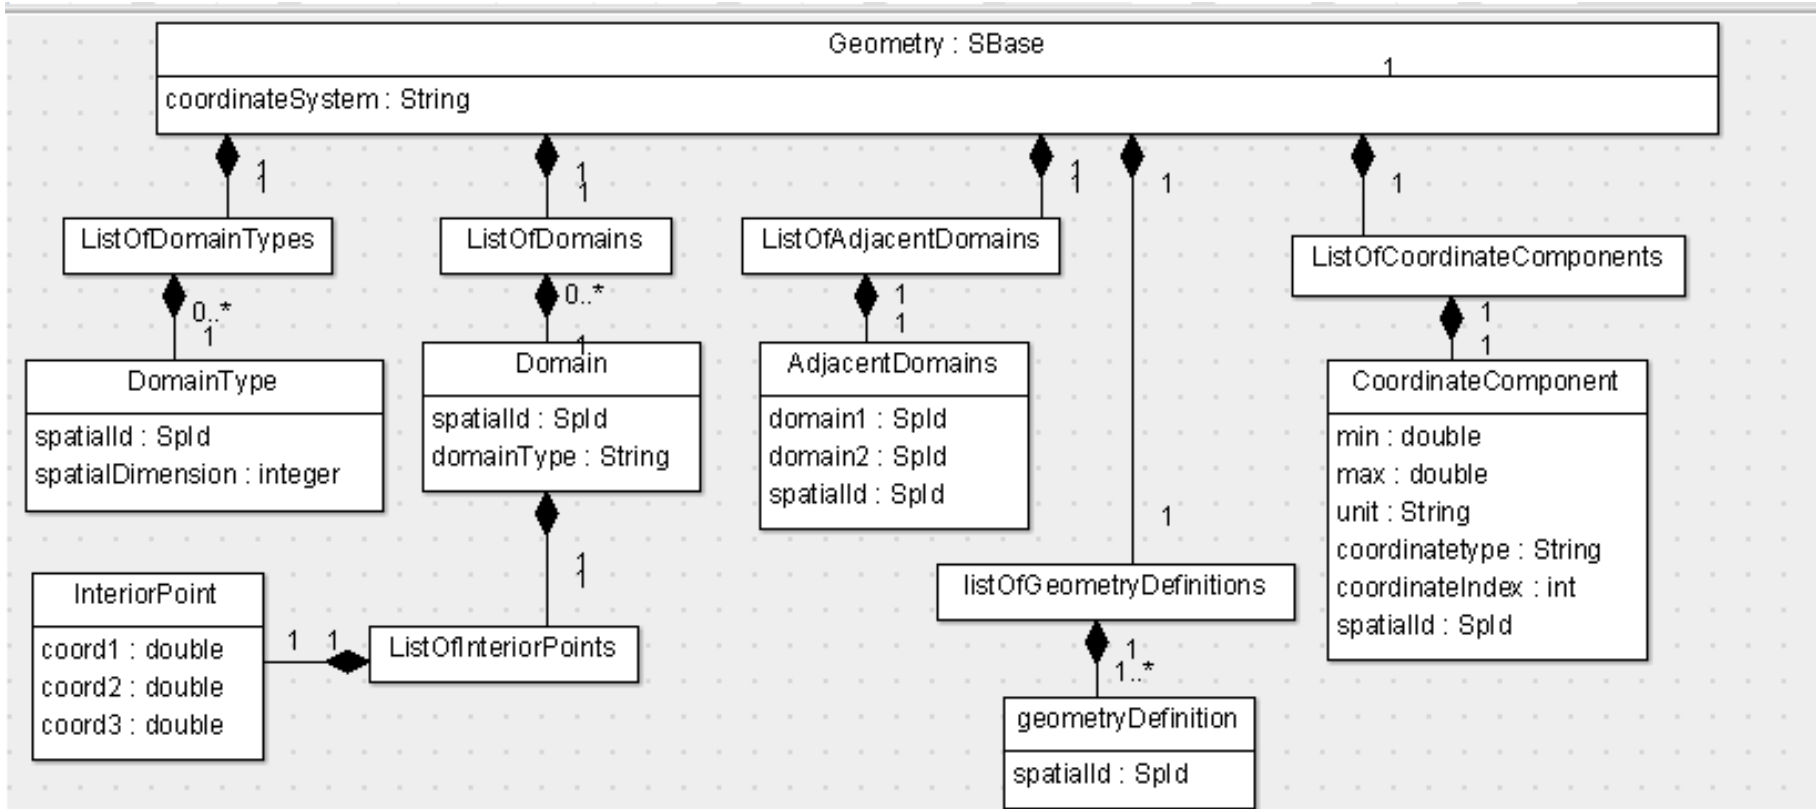 Geometry : SBase
1
coordinateSystem : String
1
1
1
1
1
1
1
1
ListOfDomainTypes
ListOfDomains
ListOfAdjacentDomains
ListOfCoordinateComponents
0..*
1
0..*
1
1
1
1
1
DomainType
spatialId : SpId
spatialDimension : integer
Domain
spatialId : SpId
domainType : String
AdjacentDomains
domain1 : SpId
domain2 : SpId
spatialId : SpId
CoordinateComponent
min : double
max : double
unit : String
coordinatetype : String
coordinateIndex : int
spatialId : SpId
1
1
1
InteriorPoint
coord1 : double
coord2 : double
coord3 : double
1 1
ListOfInteriorPoints
listOfGeometryDefinitions
1
1..*
geometryDefinition
spatialId : SpId